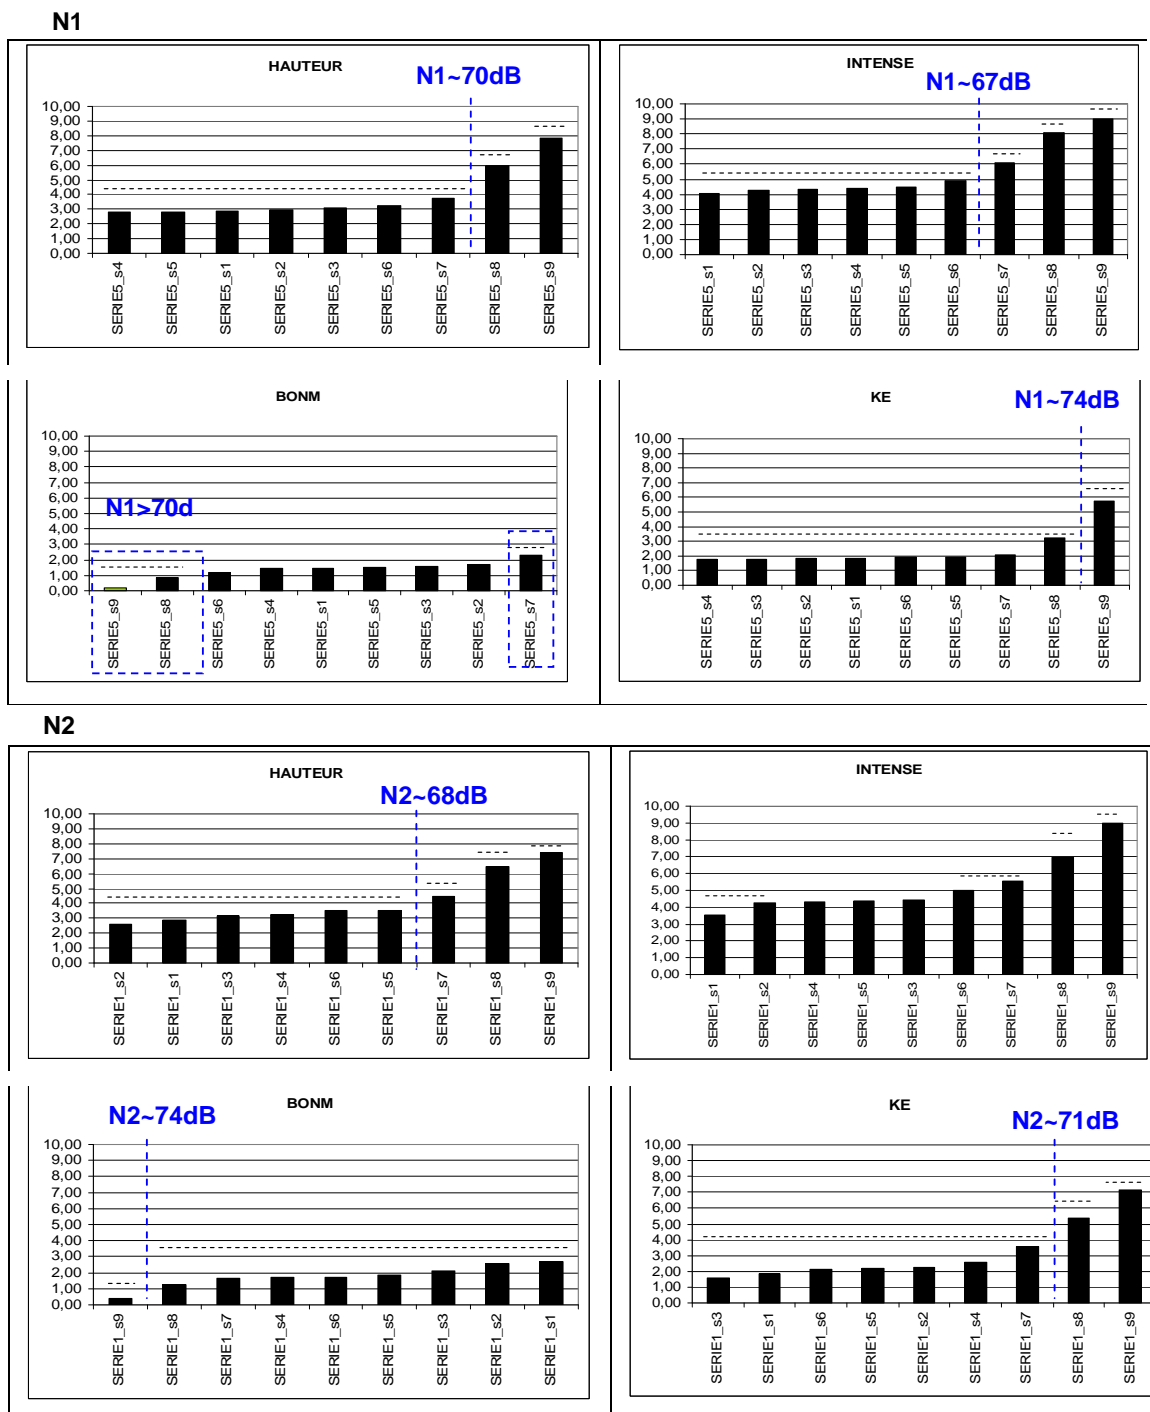 N1
HAUTEUR
N1~70dB
10,00
9,00
8,00
7,00
6,00
5,00
4,00
3,00
2,00
1,00
0,00
SERIE5_s4
SERIE5_s5
SERIE5_s1
SERIE5_s2
SERIE5_s3
SERIE5_s6
SERIE5_s7
SERIE5_s8
SERIE5_s9
INTENSE
N1~67dB
10,00
9,00
8,00
7,00
6,00
5,00
4,00
3,00
2,00
1,00
0,00
SERIE5_s1
SERIE5_s2
SERIE5_s3
SERIE5_s4
SERIE5_s5
SERIE5_s6
SERIE5_s7
SERIE5_s8
SERIE5_s9
BONM
10,00
9,00
8,00
7,00
6,00
5,00
4,00
3,00
2,00
1,00
0,00
N1>70d
SERIE5_s9
SERIE5_s8
SERIE5_s6
SERIE5_s4
SERIE5_s1
SERIE5_s5
SERIE5_s3
SERIE5_s2
SERIE5_s7
KE
N1~74dB
10,00
9,00
8,00
7,00
6,00
5,00
4,00
3,00
2,00
1,00
0,00
SERIE5_s4
SERIE5_s3
SERIE5_s2
SERIE5_s1
SERIE5_s6
SERIE5_s5
SERIE5_s7
SERIE5_s8
SERIE5_s9
N2
HAUTEUR
N2~68dB
10,00
9,00
8,00
7,00
6,00
5,00
4,00
3,00
2,00
1,00
0,00
SERIE1_s2
SERIE1_s1
SERIE1_s3
SERIE1_s4
SERIE1_s6
SERIE1_s5
SERIE1_s7
SERIE1_s8
SERIE1_s9
INTENSE
10,00
9,00
8,00
7,00
6,00
5,00
4,00
3,00
2,00
1,00
0,00
SERIE1_s1
SERIE1_s2
SERIE1_s4
SERIE1_s5
SERIE1_s3
SERIE1_s6
SERIE1_s7
SERIE1_s8
SERIE1_s9
BONM
N2~74dB
10,00
9,00
8,00
7,00
6,00
5,00
4,00
3,00
2,00
1,00
0,00
SERIE1_s9
SERIE1_s8
SERIE1_s7
SERIE1_s4
SERIE1_s6
SERIE1_s5
SERIE1_s3
SERIE1_s2
SERIE1_s1
KE
N2~71dB
10,00
9,00
8,00
7,00
6,00
5,00
4,00
3,00
2,00
1,00
0,00
SERIE1_s3
SERIE1_s1
SERIE1_s6
SERIE1_s5
SERIE1_s2
SERIE1_s4
SERIE1_s7
SERIE1_s8
SERIE1_s9